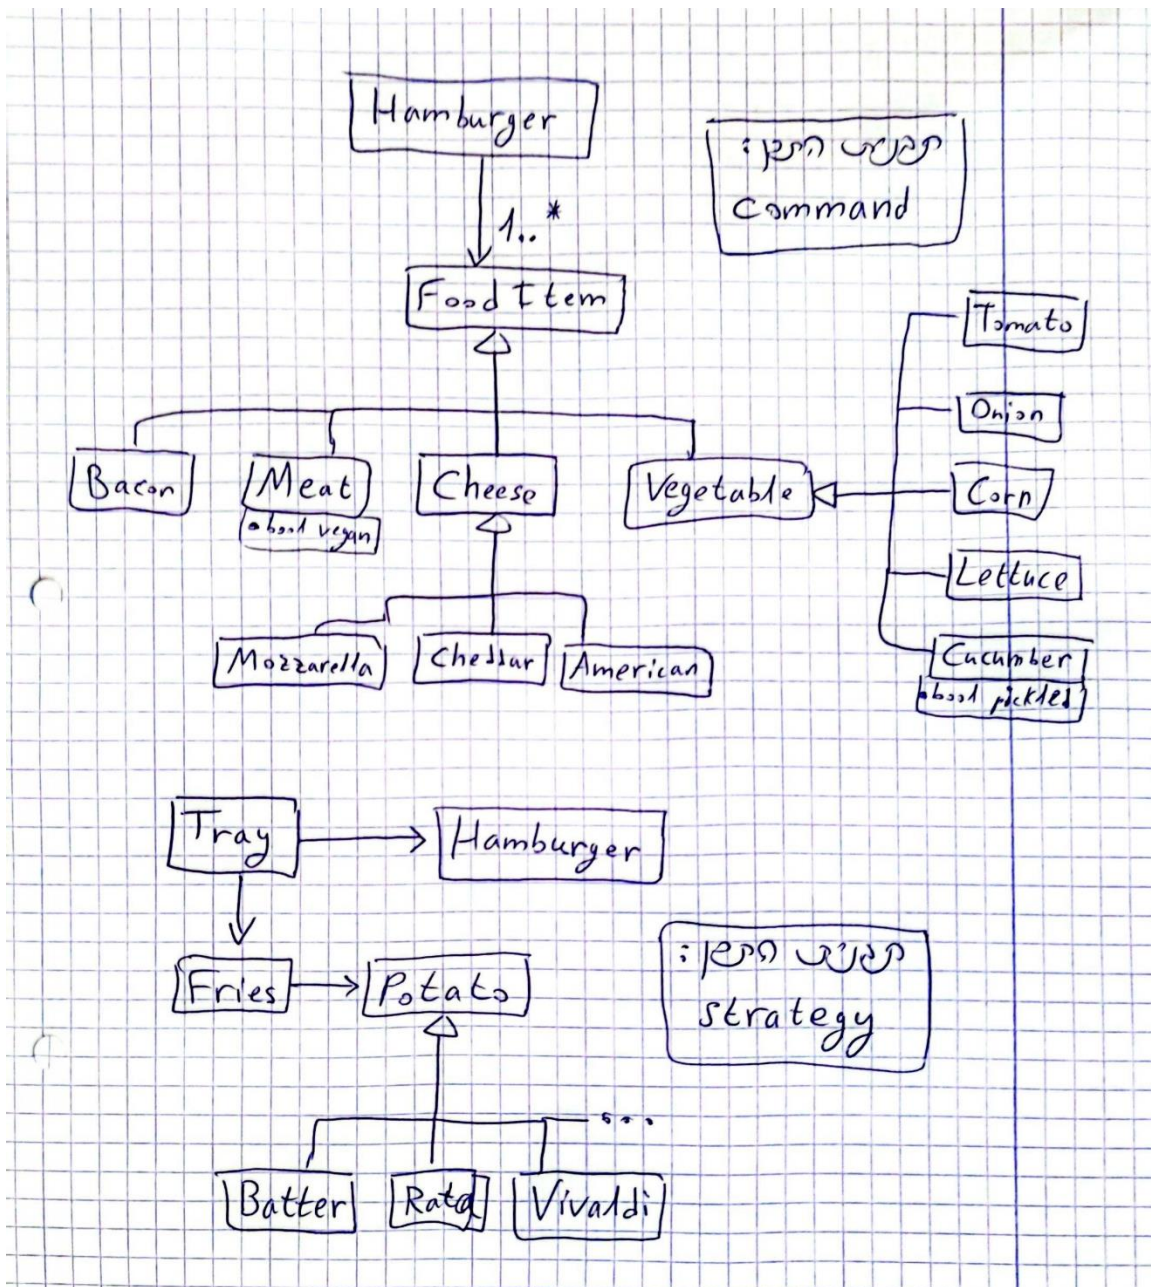 Hamburger
תבנית התכן:
command
1..*
Food Item
Tomato
Onion
Corn
Lettuce
Cucumber
•bool pickled
Bacon
Meat
•bool vegan
Cheese
Vegetable
Mozzarella
Cheddar
American
Tray
Hamburger
Fries
Potato
תבנית התכן:
strategy
...
Batter
Vivaldi